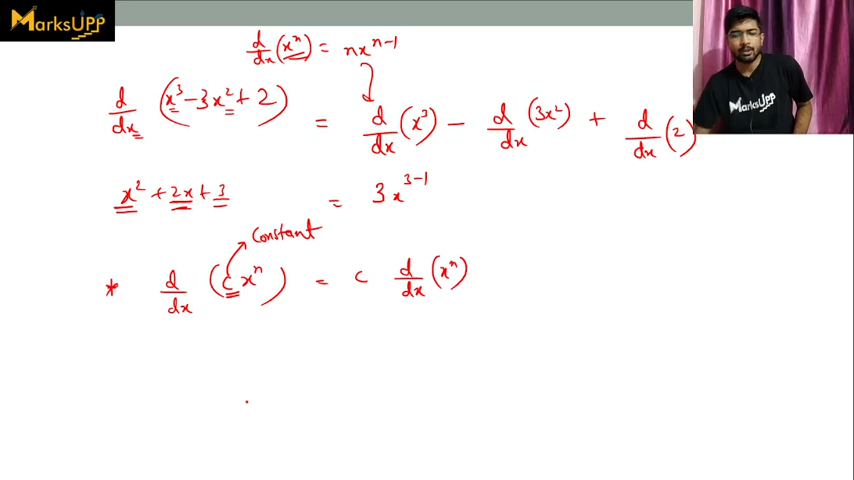 MarksUPP
d/dx (xⁿ) = nxⁿ⁻¹
d/dx (x³ - 3x² + 2) = d/dx (x³) - d/dx (3x²) + d/dx (2)
x² + 2x + 3 = 3x³⁻¹
constant
* d/dx (c xⁿ) = c d/dx (xⁿ)
MarksUPP